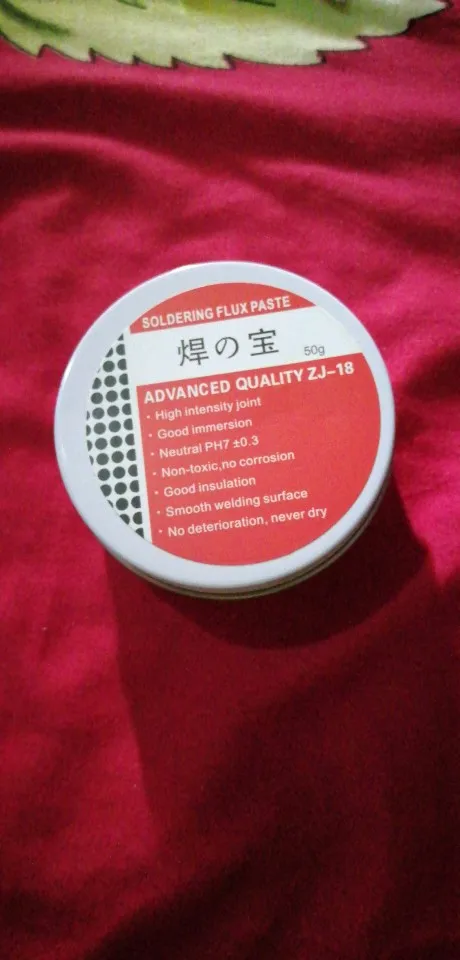 SOLDERING FLUX PASTE
焊の宝 50g
ADVANCED QUALITY ZJ-18
· High intensity joint
· Good immersion
· Neutral PH7 ±0.3
· Non-toxic,no corrosion
· Good insulation
· Smooth welding surface
· No deterioration, never dry